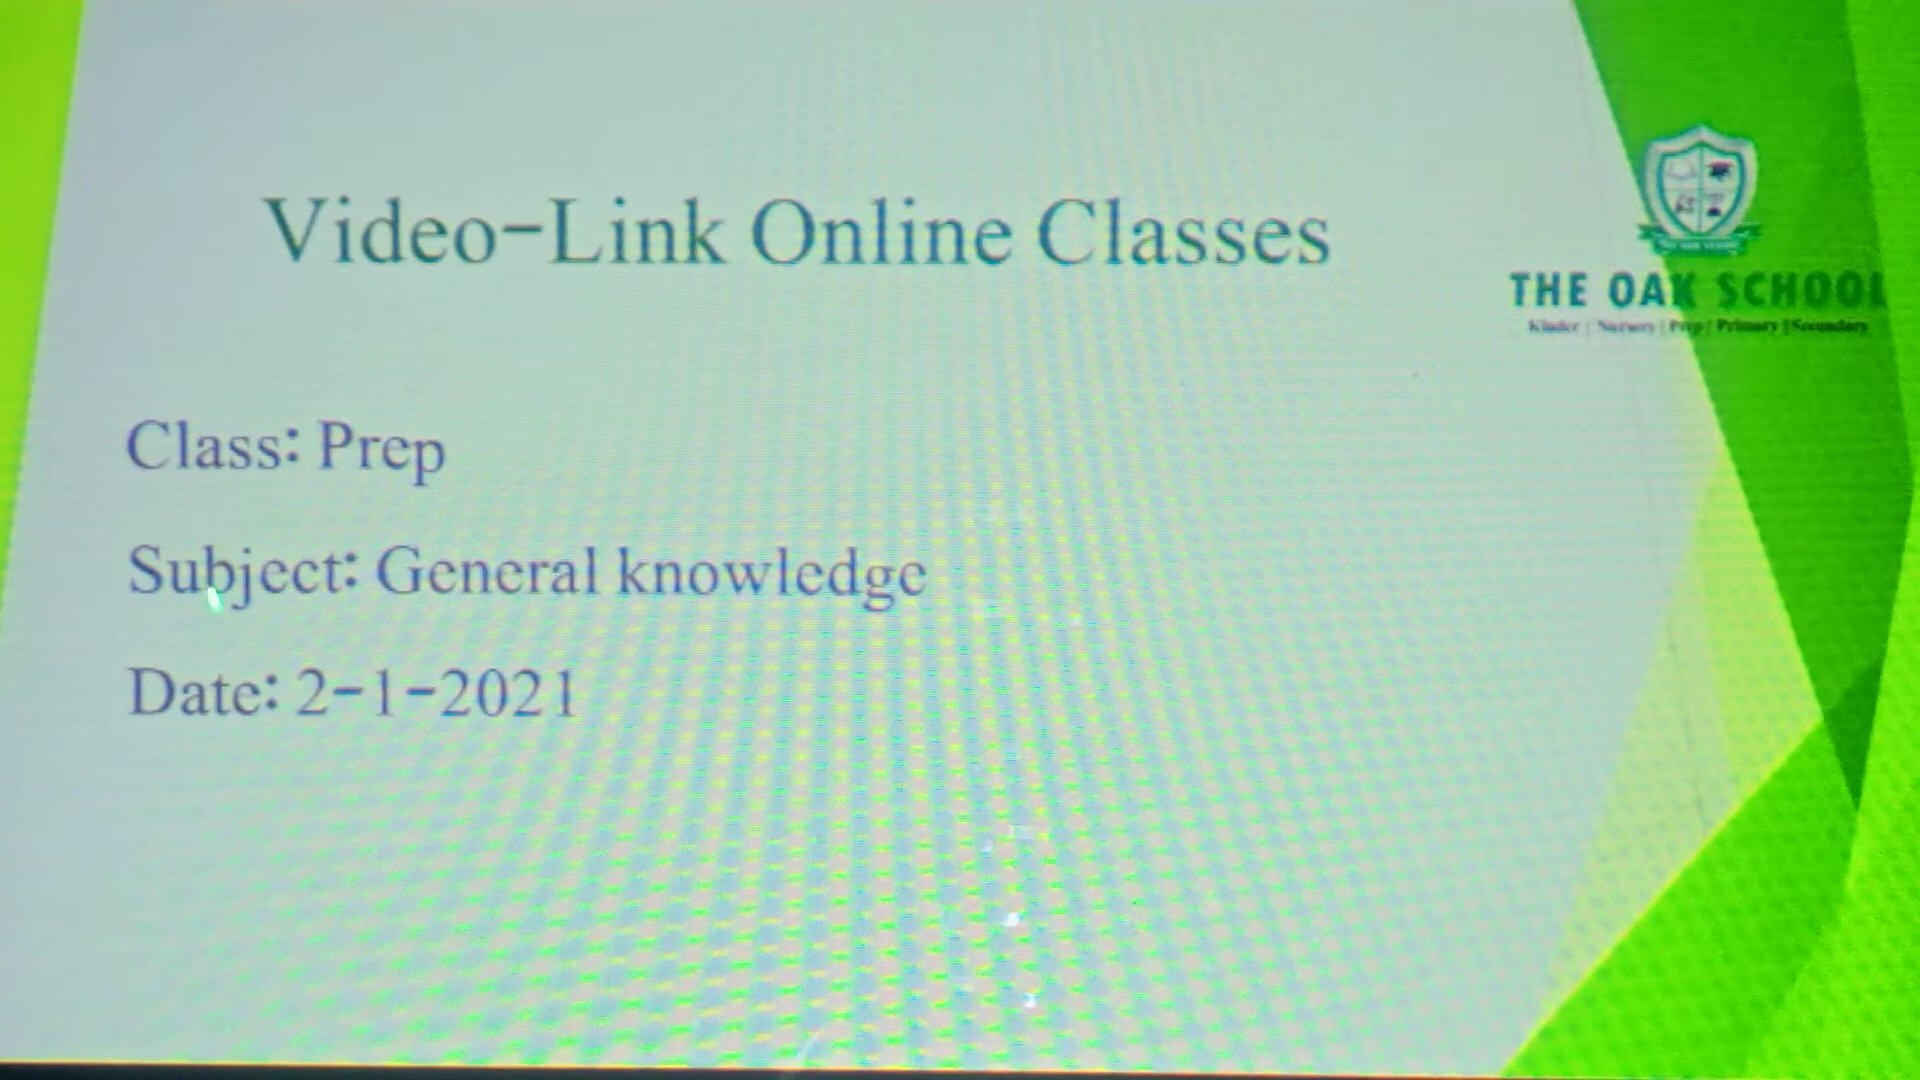 Video-Link Online Classes
THE OAK SCHOOL
Kinder | Nursery | Prep | Primary | Secondary
Class: Prep
Subject: General knowledge
Date: 2-1-2021